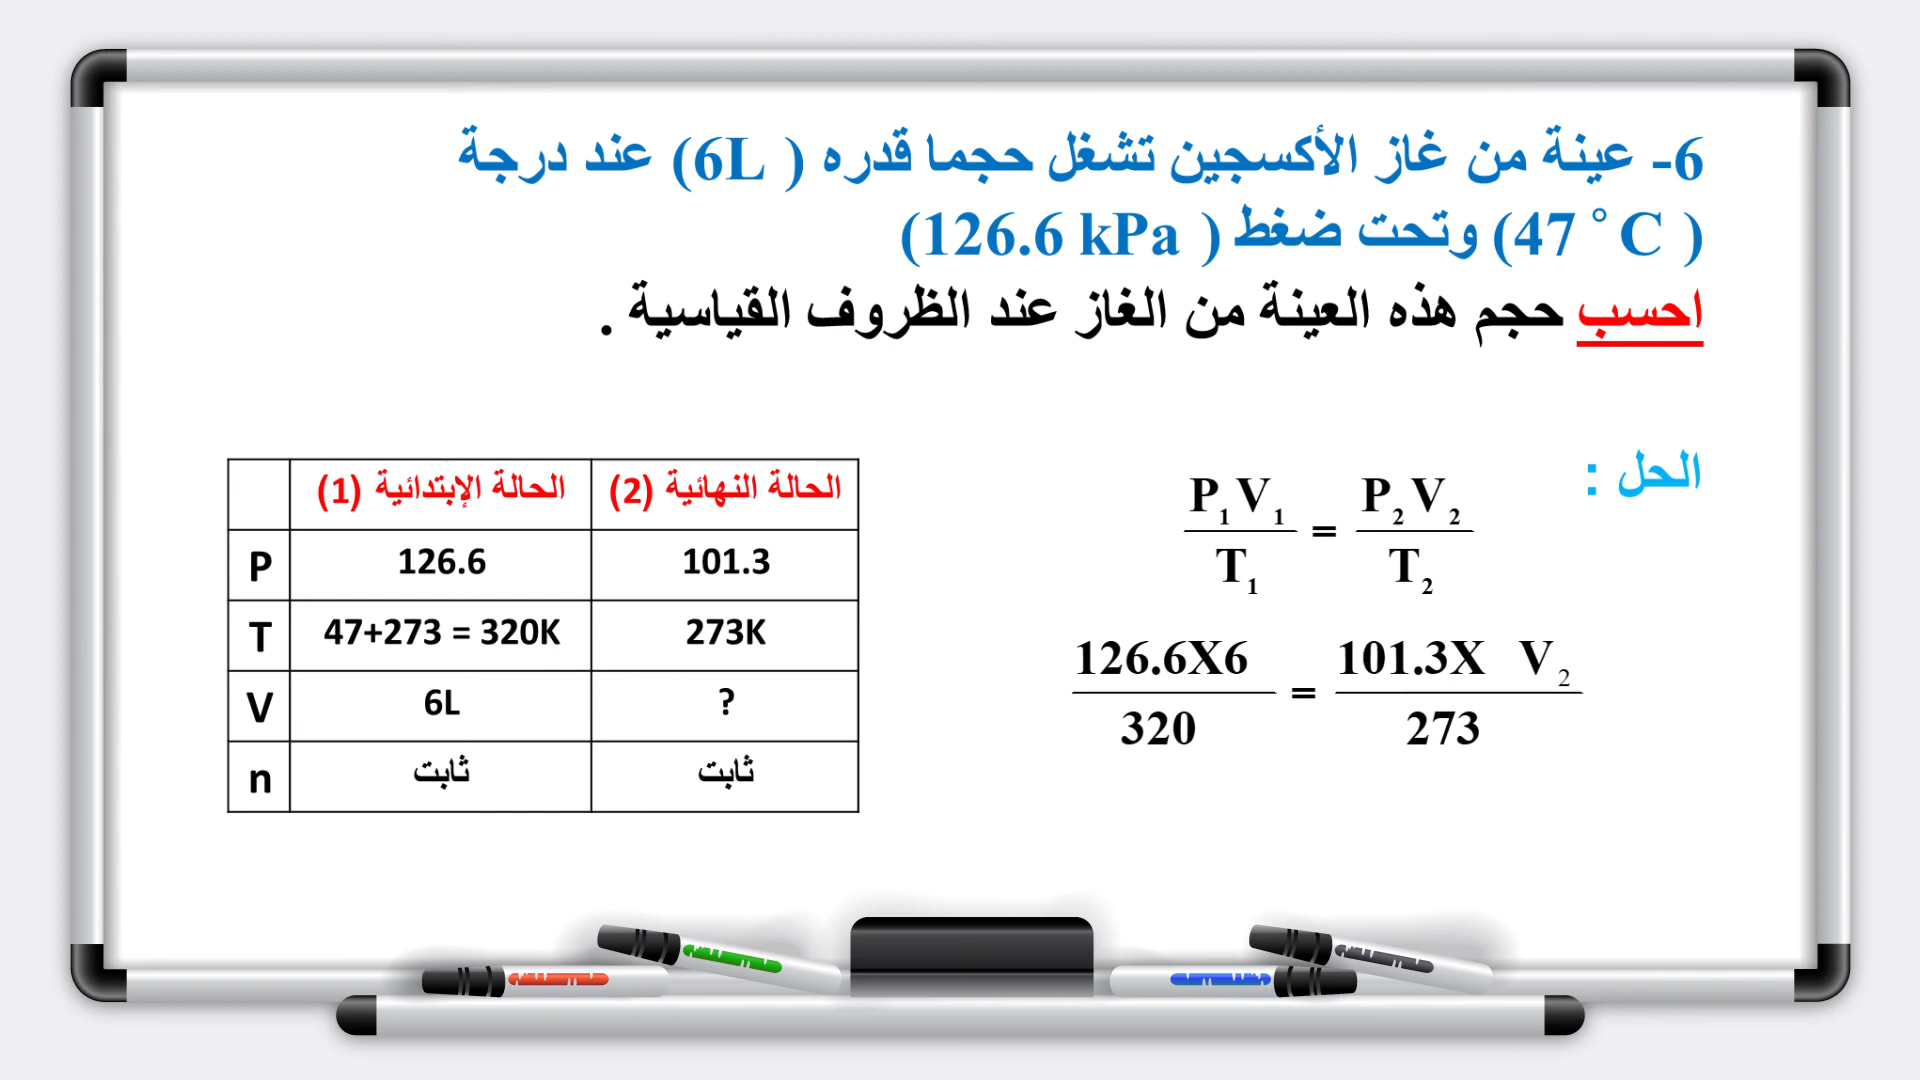 6- عينة من غاز الأكسجين تشغل حجما قدره ( 6L) عند درجة
( 47 °C) وتحت ضغط ( 126.6 kPa)
احسب حجم هذه العينة من الغاز عند الظروف القياسية .
الحل :
P₁V₁ / T₁ = P₂V₂ / T₂
126.6X6 / 320 = 101.3X V₂ / 273
الحالة الإبتدائية (1) الحالة النهائية (2)
P 126.6 101.3
T 47+273 = 320K 273K
V 6L ?
n ثابت ثابت